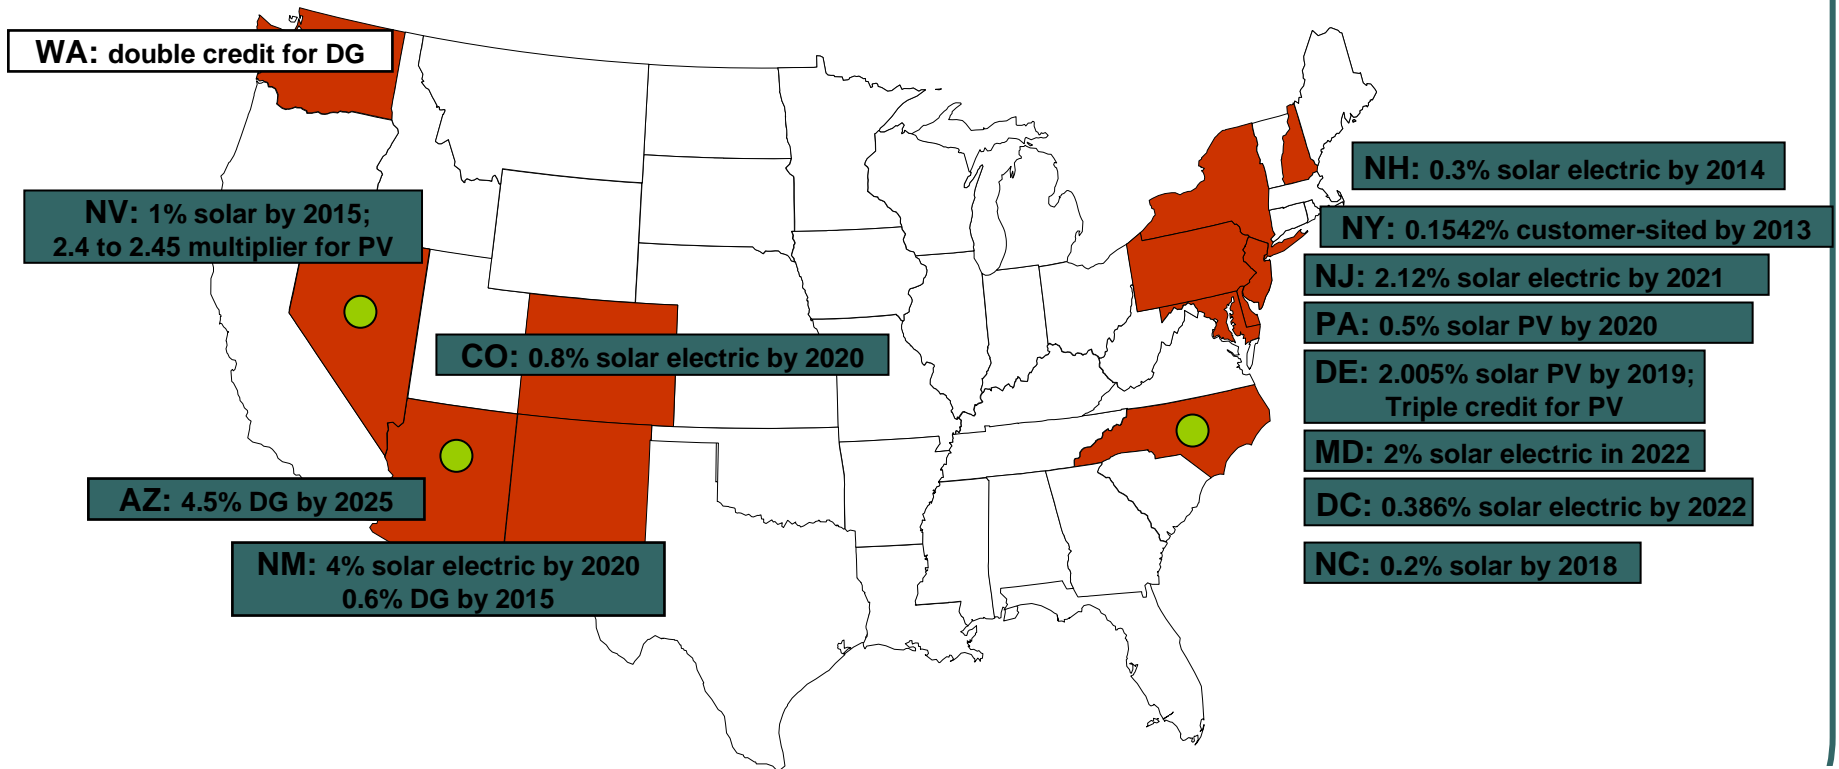 WA: double credit for DG
NV: 1% solar by 2015;
2.4 to 2.45 multiplier for PV
CO: 0.8% solar electric by 2020
AZ: 4.5% DG by 2025
NM: 4% solar electric by 2020
0.6% DG by 2015
NH: 0.3% solar electric by 2014
NY: 0.1542% customer-sited by 2013
NJ: 2.12% solar electric by 2021
PA: 0.5% solar PV by 2020
DE: 2.005% solar PV by 2019;
Triple credit for PV
MD: 2% solar electric in 2022
DC: 0.386% solar electric by 2022
NC: 0.2% solar by 2018